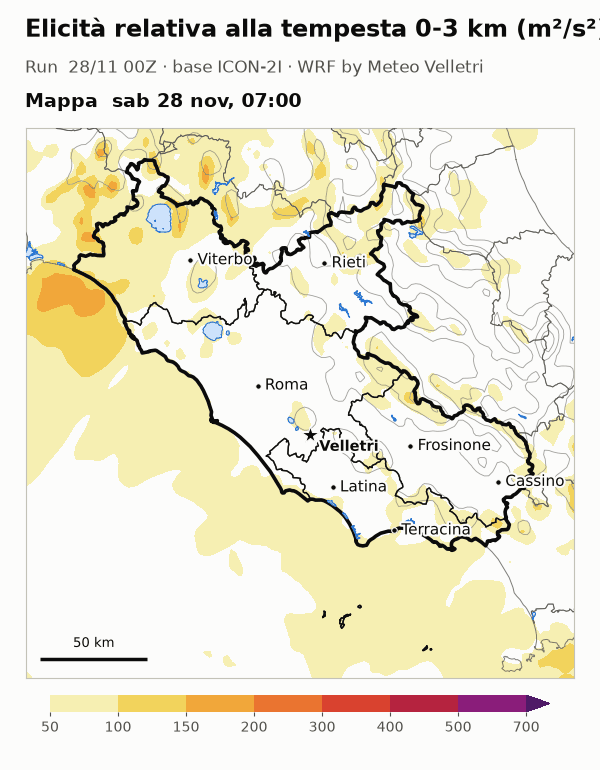 Elicità relativa alla tempesta 0-3 km (m²/s²)
Run 28/11 00Z · base ICON-2I · WRF by Meteo Velletri
Mappa sab 28 nov, 07:00
Viterbo
Rieti
Roma
Velletri
Frosinone
Cassino
Latina
Terracina
50 km
50 100 150 200 300 400 500 700